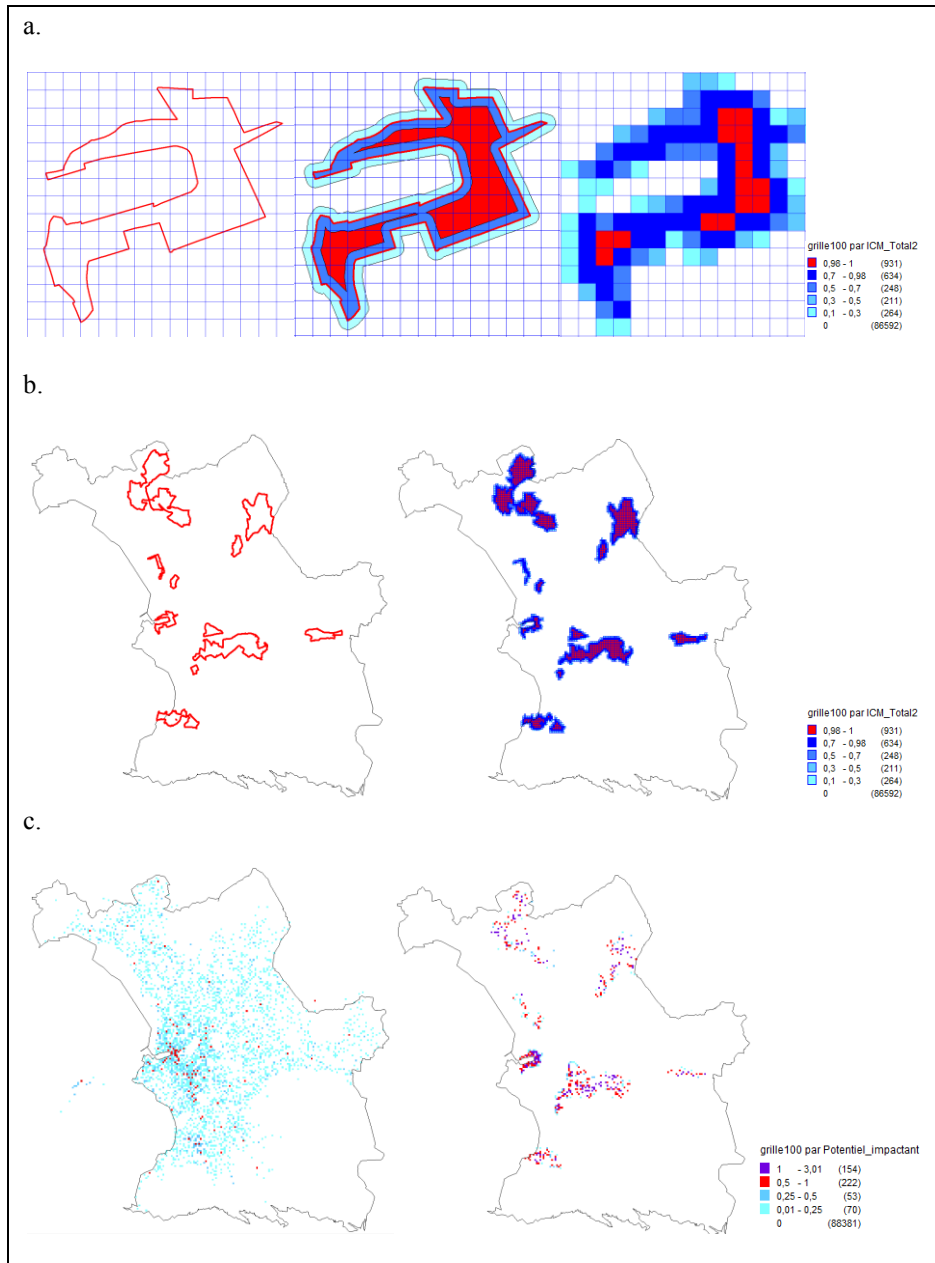 a.
grille100 par ICM_Total2
0,98 - 1 (931)
0,7 - 0,98 (634)
0,5 - 0,7 (248)
0,3 - 0,5 (211)
0,1 - 0,3 (264)
0 (86592)
b.
grille100 par ICM_Total2
0,98 - 1 (931)
0,7 - 0,98 (634)
0,5 - 0,7 (248)
0,3 - 0,5 (211)
0,1 - 0,3 (264)
0 (86592)
c.
grille100 par Potentiel_impactant
1 - 3,01 (154)
0,5 - 1 (222)
0,25 - 0,5 (53)
0,01 - 0,25 (70)
0 (88381)